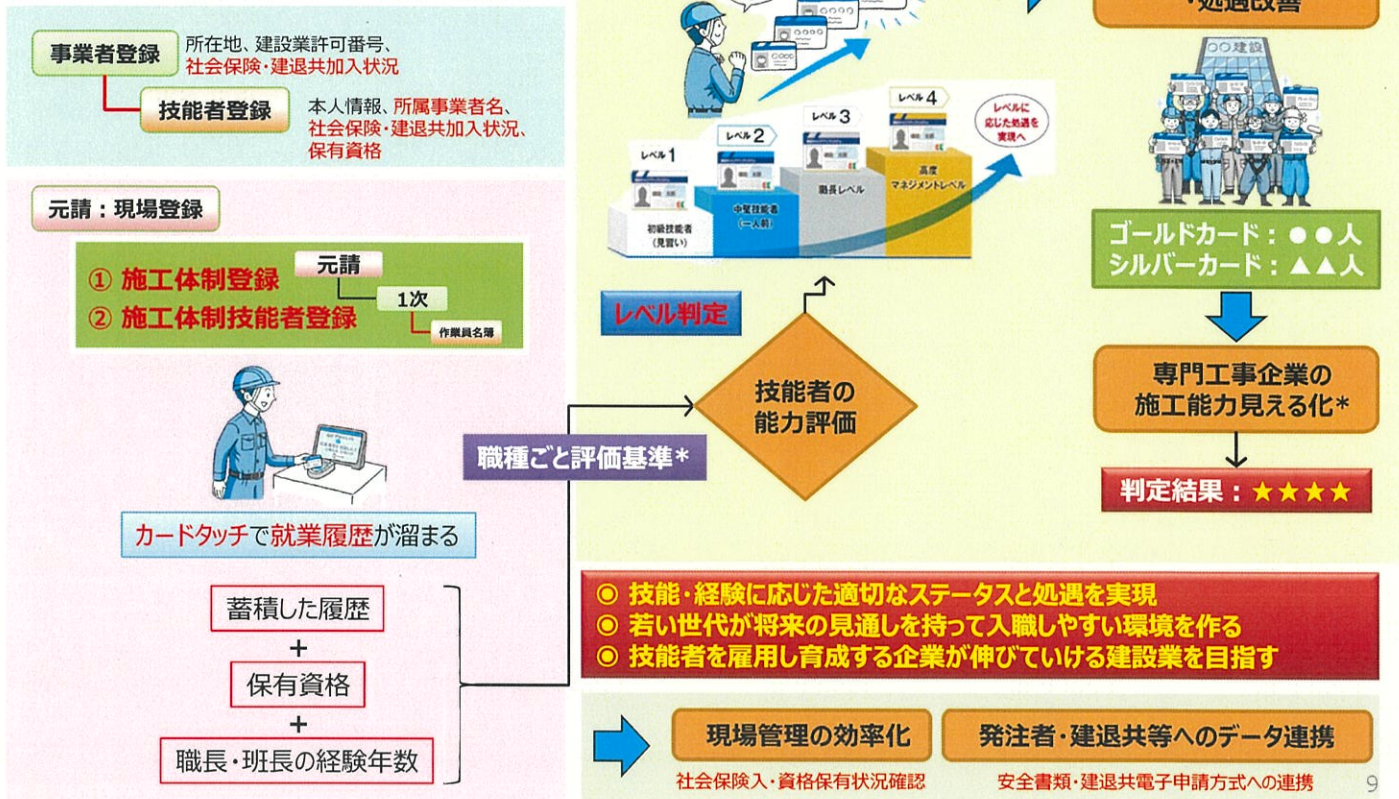 事業者登録
所在地、建設業許可番号、
社会保険・建退共加入状況
技能者登録
本人情報、所属事業者名、
社会保険・建退共加入状況、
保有資格
元請：現場登録
① 施工体制登録
② 施工体制技能者登録
元請
1次
作業員名簿
カードタッチで就業履歴が溜まる
蓄積した履歴
+
保有資格
+
職長・班長の経験年数
職種ごと評価基準*
レベル1
レベル2
レベル3
レベル4
初級技能者
(見習い)
中堅技能者
(一人前)
職長レベル
高度
マネジメントレベル
レベルに
応じた処遇を
実現へ
レベル判定
技能者の
能力評価
・処遇改善
○○建設
ゴールドカード：●●人
シルバーカード：▲▲人
専門工事企業の
施工能力見える化*
判定結果：★★★★
◉ 技能・経験に応じた適切なステータスと処遇を実現
◉ 若い世代が将来の見通しを持って入職しやすい環境を作る
◉ 技能者を雇用し育成する企業が伸びていける建設業を目指す
現場管理の効率化
社会保険入・資格保有状況確認
発注者・建退共等へのデータ連携
安全書類・建退共電子申請方式への連携
9